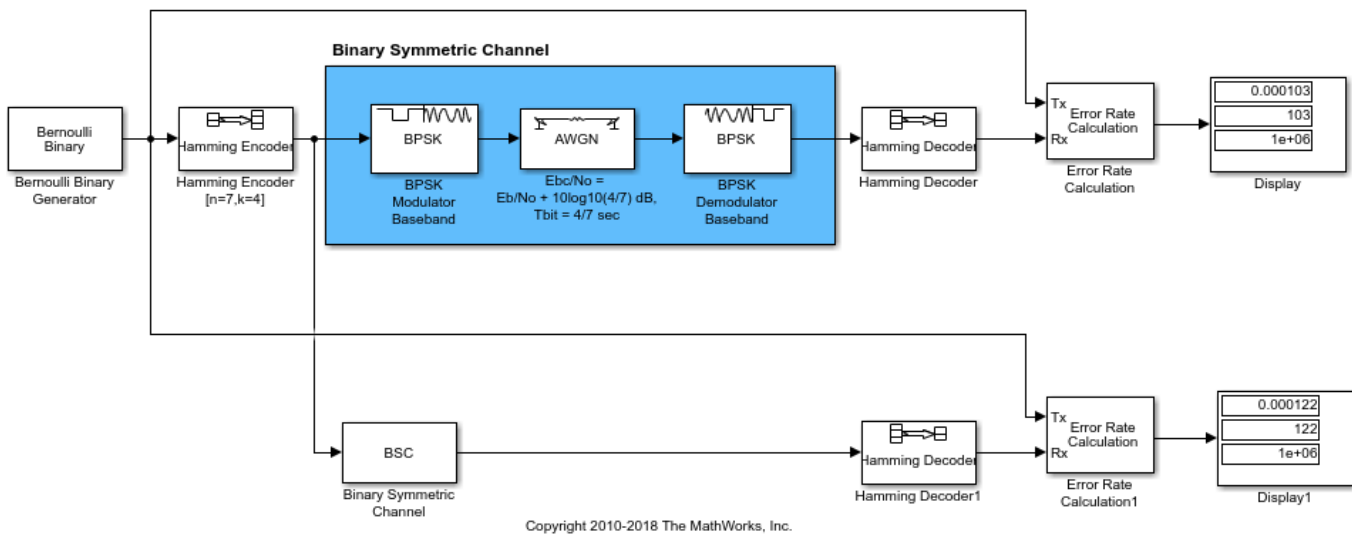 Binary Symmetric Channel
Bernoulli
Binary
Bernoulli Binary
Generator
Hamming Encoder
Hamming Encoder
[n=7,k=4]
BPSK
BPSK
Modulator
Baseband
AWGN
Ebc/No =
Eb/No + 10log10(4/7) dB,
Tbit = 4/7 sec
BPSK
BPSK
Demodulator
Baseband
Hamming Decoder
Hamming Decoder
Tx
Rx
Error Rate
Calculation
Error Rate
Calculation
0.000103
103
1e+06
Display
BSC
Binary Symmetric
Channel
Hamming Decoder
Hamming Decoder1
Tx
Rx
Error Rate
Calculation
Error Rate
Calculation1
0.000122
122
1e+06
Display1
Copyright 2010-2018 The MathWorks, Inc.